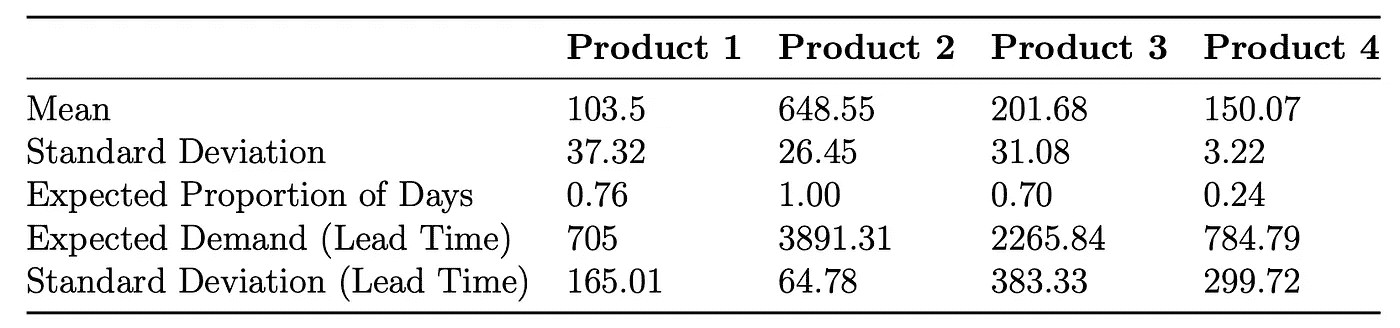 Product 1 Product 2 Product 3 Product 4
Mean 103.5 648.55 201.68 150.07
Standard Deviation 37.32 26.45 31.08 3.22
Expected Proportion of Days 0.76 1.00 0.70 0.24
Expected Demand (Lead Time) 705 3891.31 2265.84 784.79
Standard Deviation (Lead Time) 165.01 64.78 383.33 299.72